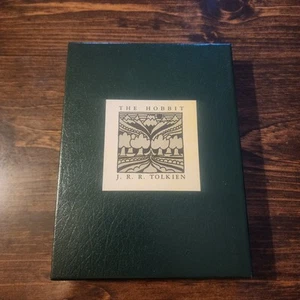 THE HOBBIT
J. R. R. TOLKIEN